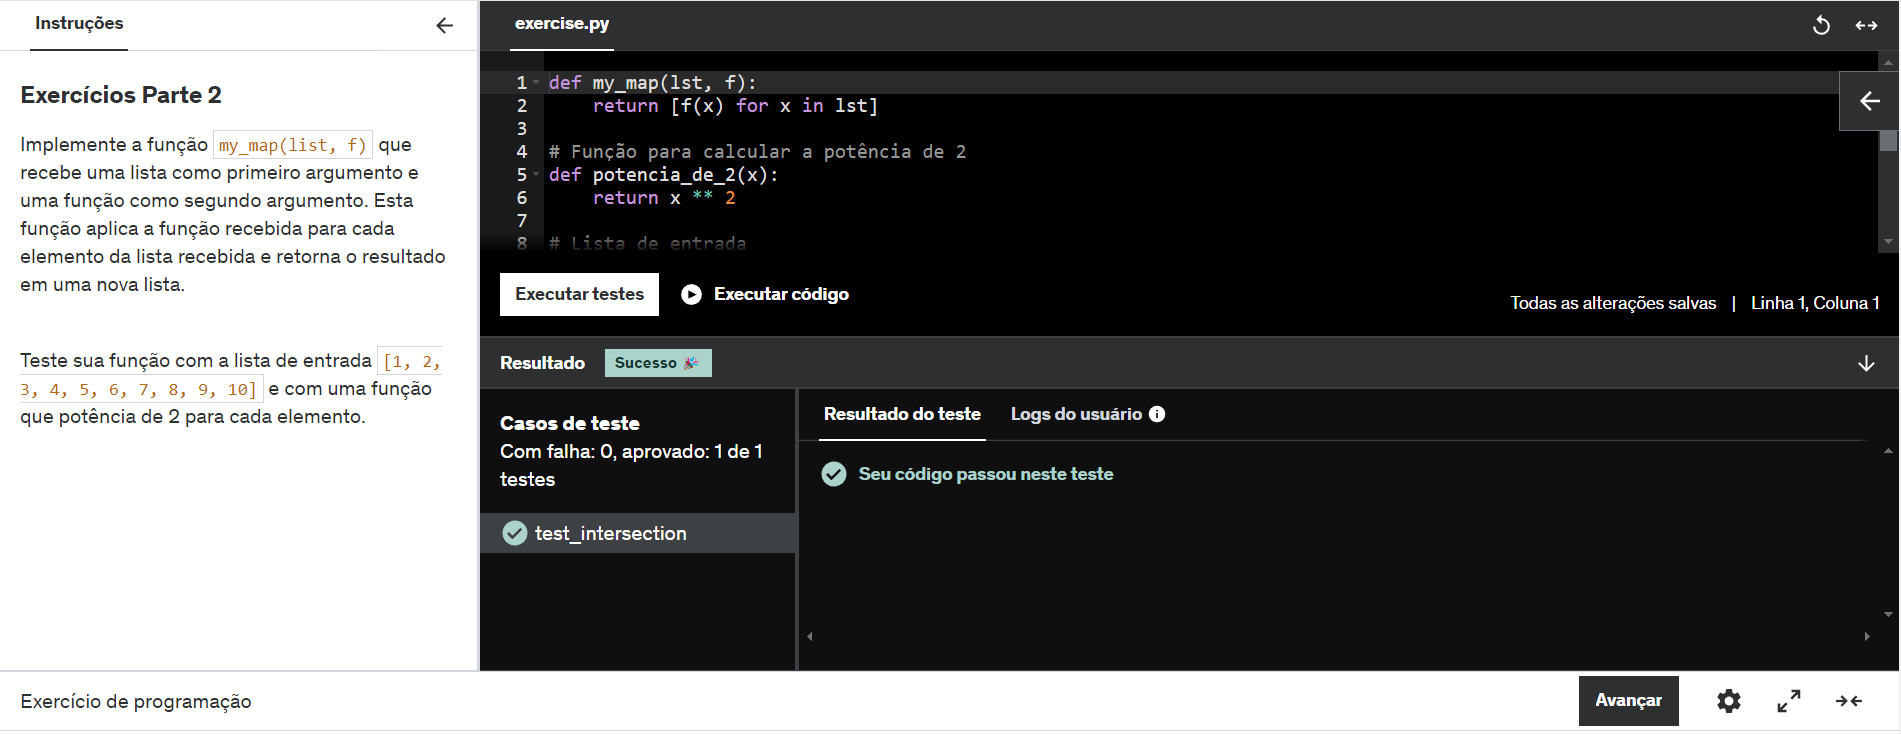 Instruções
exercise.py
Exercícios Parte 2
Implemente a função my_map(list, f) que
recebe uma lista como primeiro argumento e
uma função como segundo argumento. Esta
função aplica a função recebida para cada
elemento da lista recebida e retorna o resultado
em uma nova lista.
Teste sua função com a lista de entrada [1, 2,
3, 4, 5, 6, 7, 8, 9, 10] e com uma função
que potência de 2 para cada elemento.
1 def my_map(lst, f):
2     return [f(x) for x in lst]
3
4 # Função para calcular a potência de 2
5 def potencia_de_2(x):
6     return x ** 2
7
8 # Lista de entrada
Executar testes Executar código
Todas as alterações salvas | Linha 1, Coluna 1
Resultado Sucesso 🎉
Casos de teste
Com falha: 0, aprovado: 1 de 1
testes
test_intersection
Resultado do teste Logs do usuário
Seu código passou neste teste
Exercício de programação
Avançar